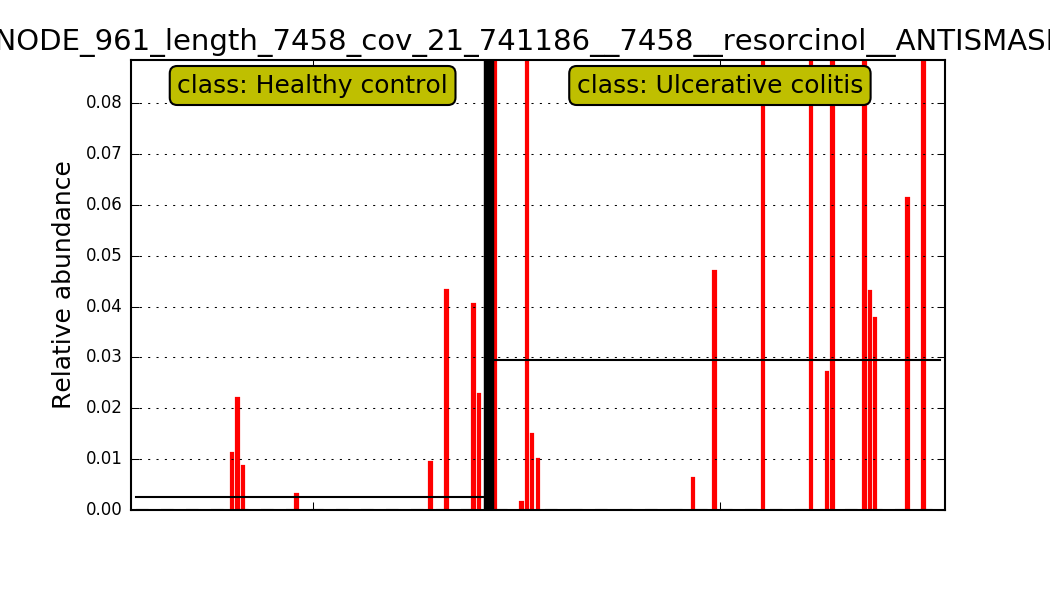 NODE_961_length_7458_cov_21_741186__7458__resorcinol__ANTISMAS
class: Healthy control
class: Ulcerative colitis
Relative abundance
0.08
0.07
0.06
0.05
0.04
0.03
0.02
0.01
0.00